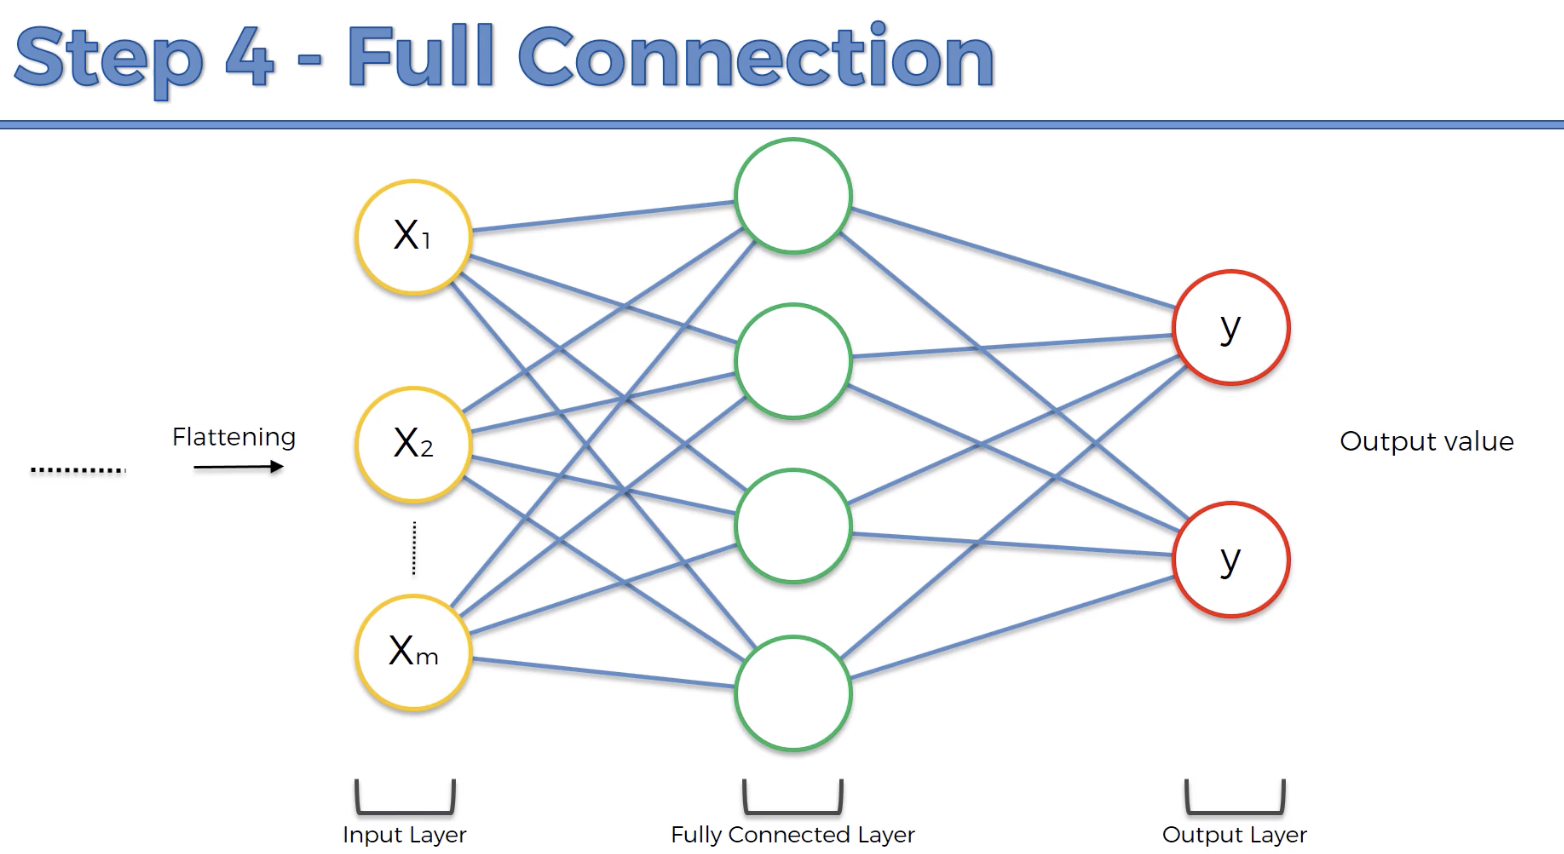 Step 4 - Full Connection
X1
y
Flattening
X2
Output value
y
Xm
Input Layer
Fully Connected Layer
Output Layer